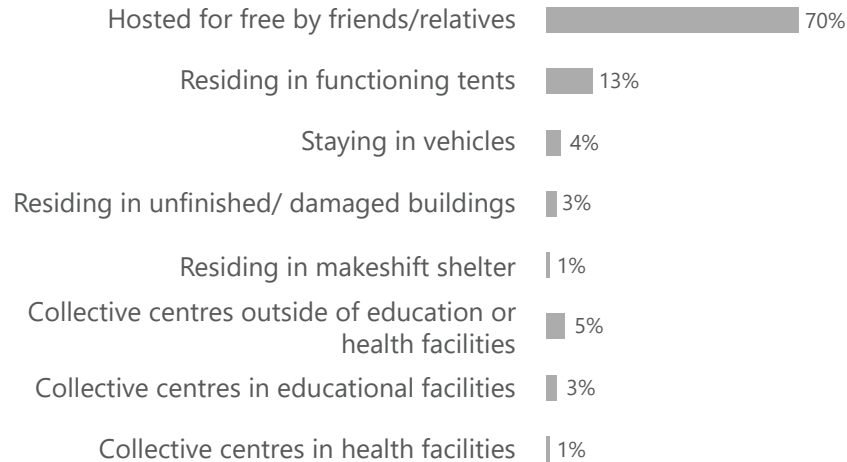 Hosted for free by friends/relatives 70%
Residing in functioning tents 13%
Staying in vehicles 4%
Residing in unfinished/ damaged buildings 3%
Residing in makeshift shelter 1%
Collective centres outside of education or
health facilities 5%
Collective centres in educational facilities 3%
Collective centres in health facilities 1%